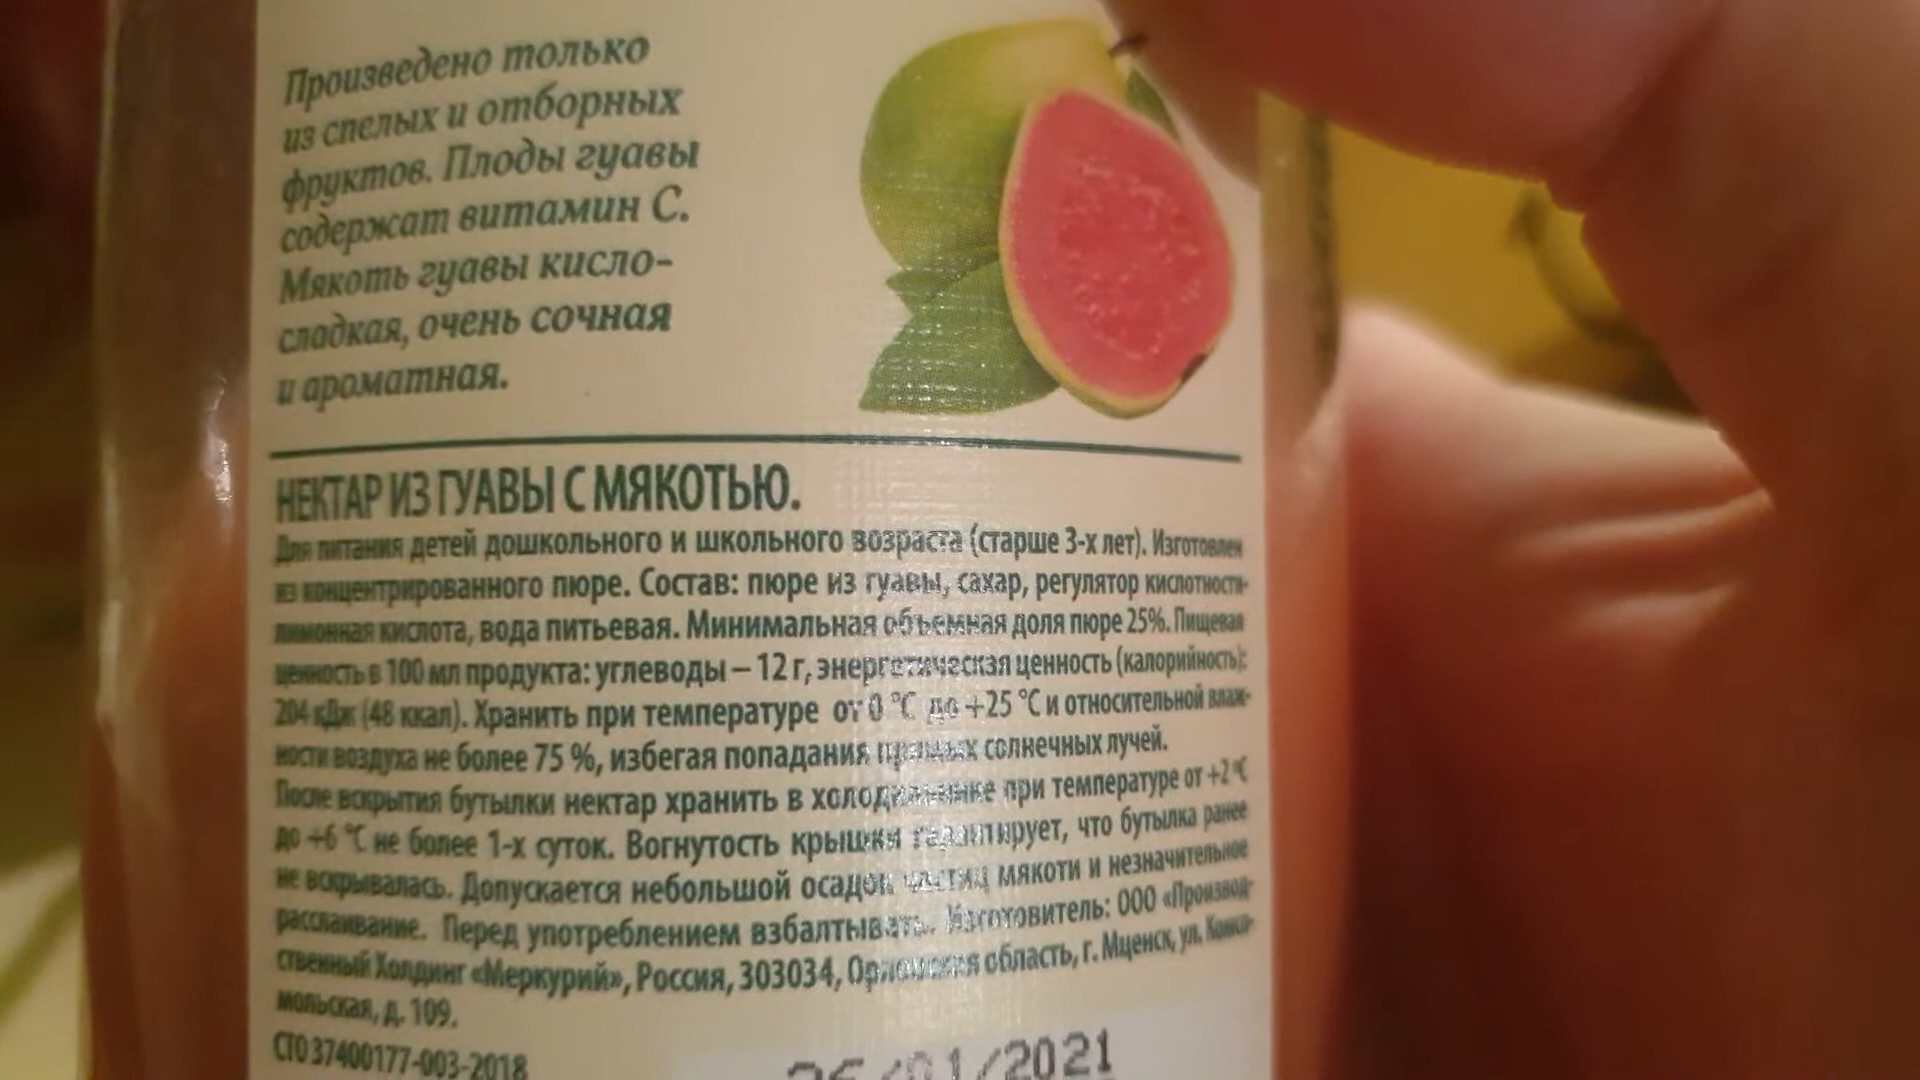 Произведено только
из спелых и отборных
фруктов. Плоды гуавы
содержат витамин С.
Мякоть гуавы кисло-
сладкая, очень сочная
и ароматная.
НЕКТАР ИЗ ГУАВЫ С МЯКОТЬЮ.
Для питания детей дошкольного и школьного возраста (старше 3-х лет). Изготовлен
из концентрированного пюре. Состав: пюре из гуавы, сахар, регулятор кислотности-
лимонная кислота, вода питьевая. Минимальная объемная доля пюре 25%. Пищевая
ценность в 100 мл продукта: углеводы – 12 г, энергетическая ценность (калорийность):
204 кДж (48 ккал). Хранить при температуре от 0 °С до +25 °С и относительной влаж-
ности воздуха не более 75 %, избегая попадания прямых солнечных лучей.
После вскрытия бутылки нектар хранить в холодильнике при температуре от +2 °С
до +6 °С не более 1-х суток. Вогнутость крышки гарантирует, что бутылка ранее
не вскрывалась. Допускается небольшой осадок частиц мякоти и незначительное
расслаивание. Перед употреблением взбалтывать. Изготовитель: ООО «Производ-
ственный Холдинг «Меркурий», Россия, 303034, Орловская область, г. Мценск, ул. Комсо-
мольская, д. 109.
СТО 37400177-003-2018
/01/2021